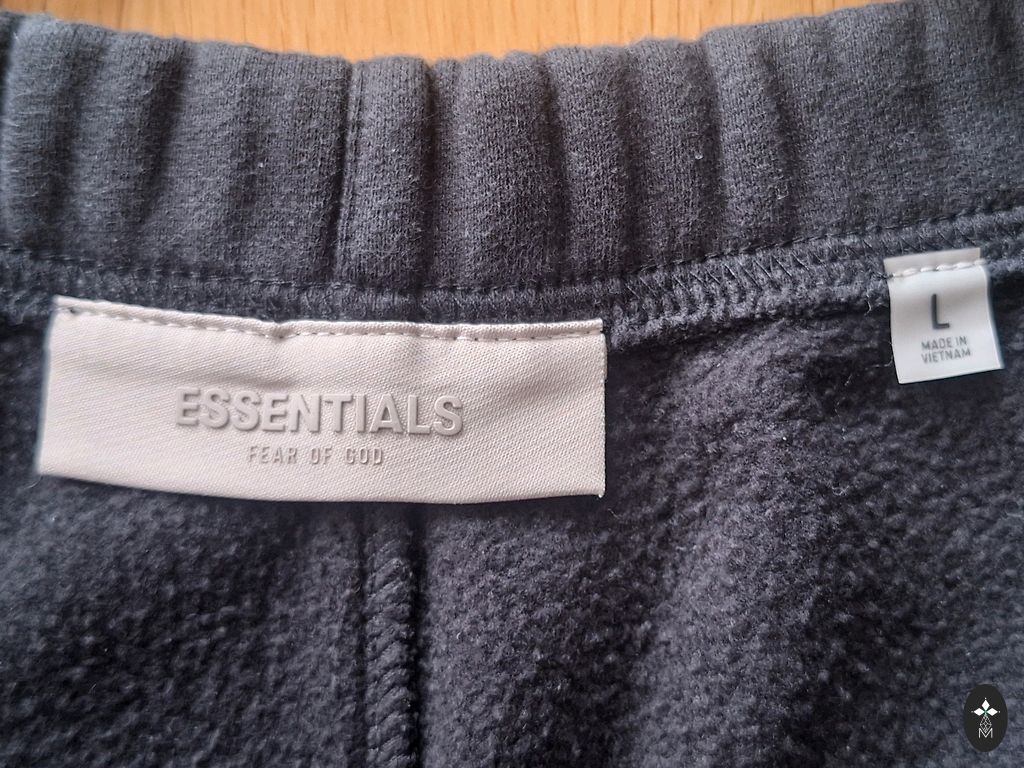 ESSENTIALS
FEAR OF GOD
L
MADE IN
VIETNAM
M